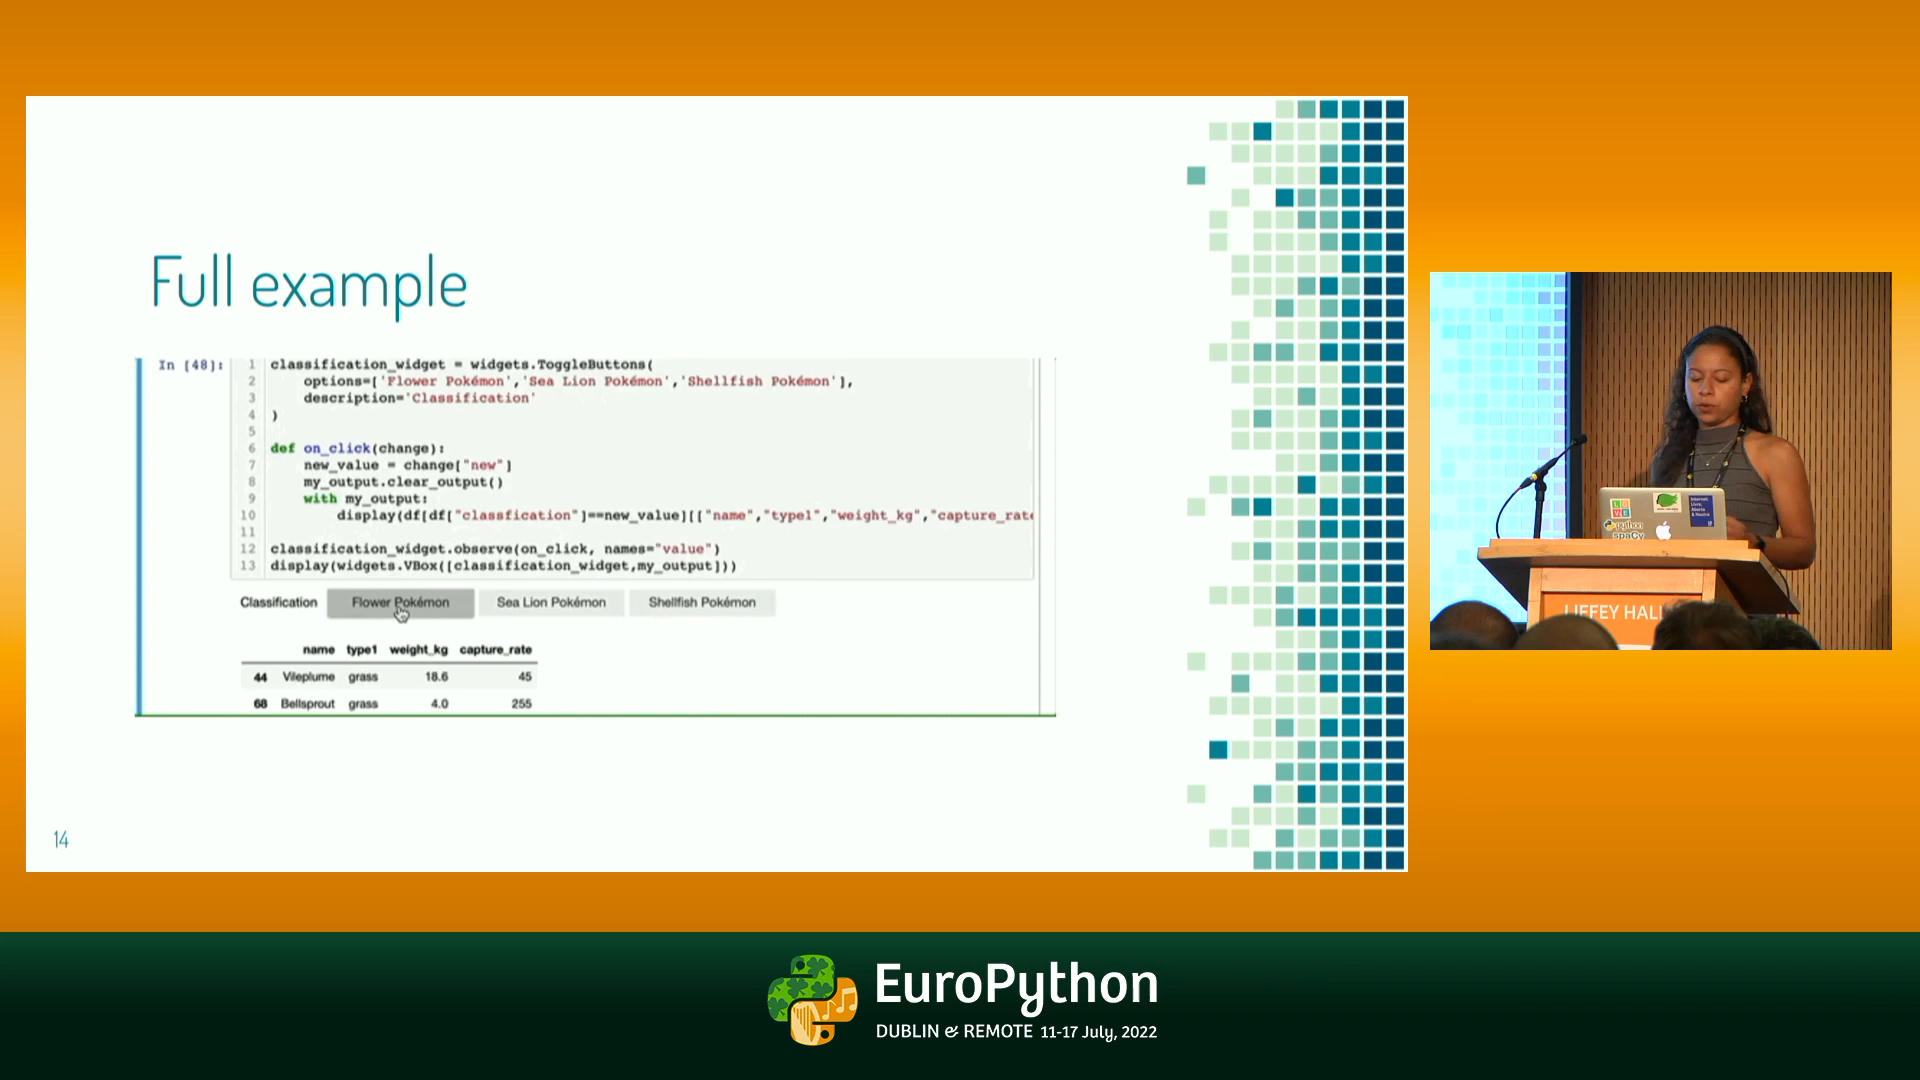 Full example
In [48]:
1 classification_widget = widgets.ToggleButtons(
2 options=['Flower Pokémon','Sea Lion Pokémon','Shellfish Pokémon'],
3 description='Classification'
4 )
5
6 def on_click(change):
7 new_value = change["new"]
8 my_output.clear_output()
9 with my_output:
10 display(df[df["classfication"]==new_value][["name","type1","weight_kg","capture_rate
11
12 classification_widget.observe(on_click, names="value")
13 display(widgets.VBox([classification_widget,my_output]))
Classification Flower Pokémon Sea Lion Pokémon Shellfish Pokémon
name type1 weight_kg capture_rate
44 Vileplume grass 18.6 45
68 Bellsprout grass 4.0 255
14
python
spaCy
LIFFEY HALL
EuroPython
DUBLIN & REMOTE 11-17 July, 2022